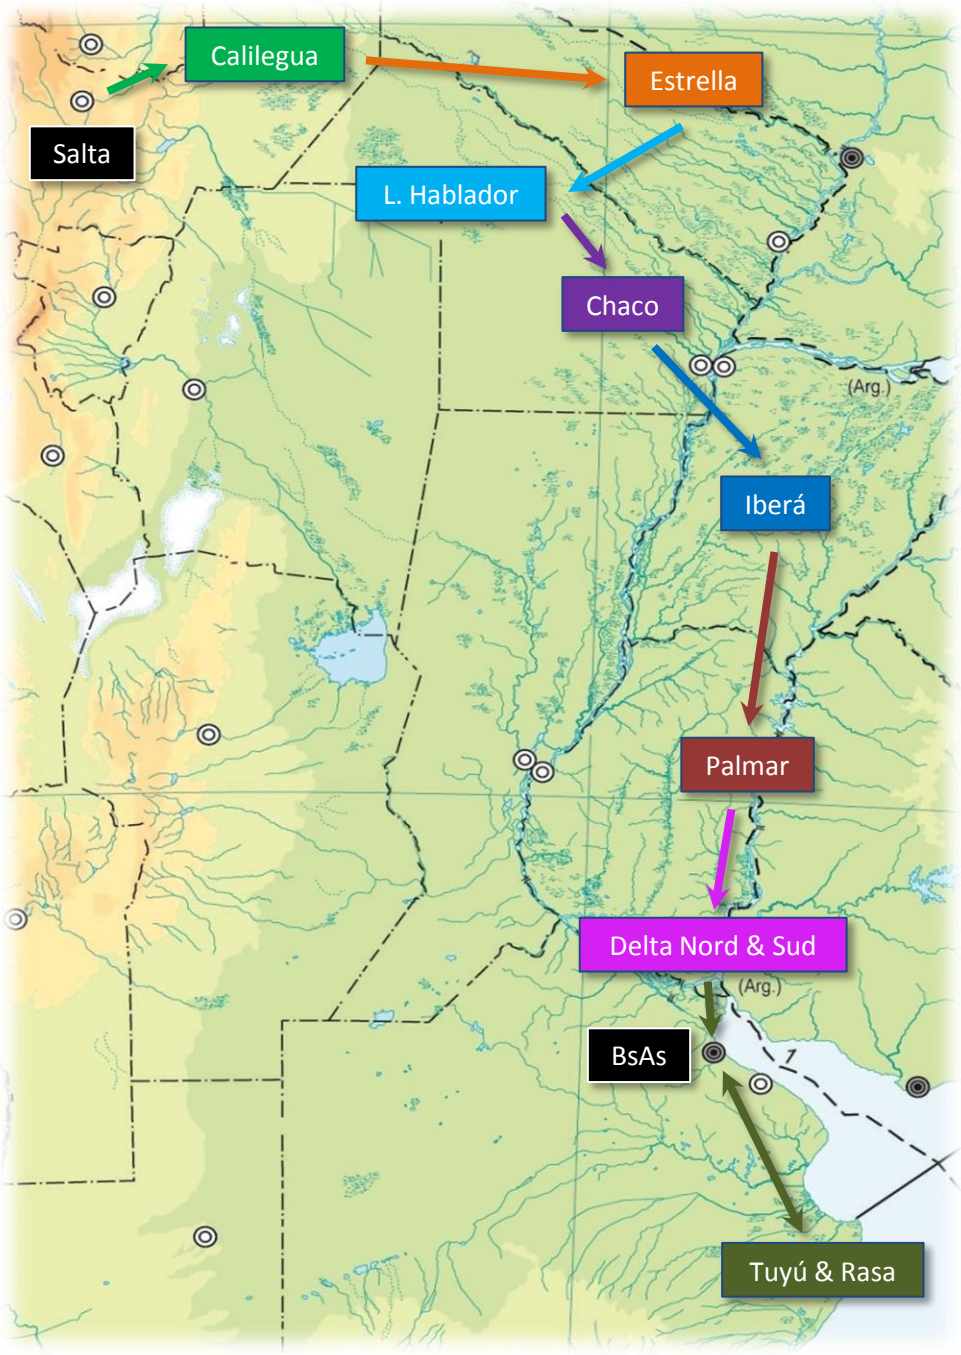 Calilegua
Estrella
Salta
L. Hablador
Chaco
(Arg.)
Iberá
Palmar
Delta Nord & Sud
(Arg.)
BsAs
1
Tuyú & Rasa